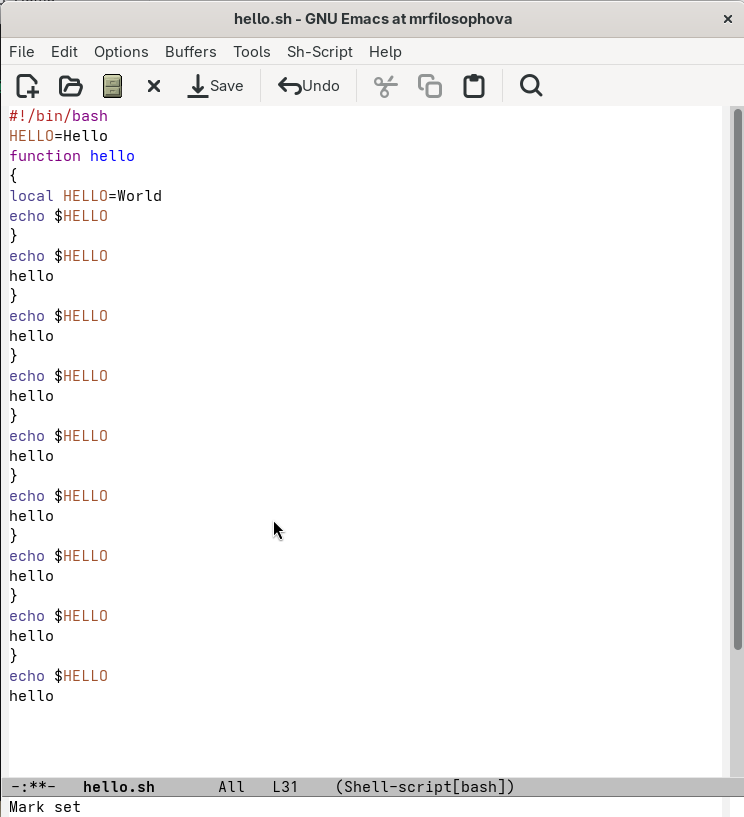 hello.sh - GNU Emacs at mrfilosophova ×
File Edit Options Buffers Tools Sh-Script Help
Save Undo
#!/bin/bash
HELLO=Hello
function hello
{
local HELLO=World
echo $HELLO
}
echo $HELLO
hello
}
echo $HELLO
hello
}
echo $HELLO
hello
}
echo $HELLO
hello
}
echo $HELLO
hello
}
echo $HELLO
hello
}
echo $HELLO
hello
}
echo $HELLO
hello
-:**- hello.sh All L31 (Shell-script[bash])
Mark set